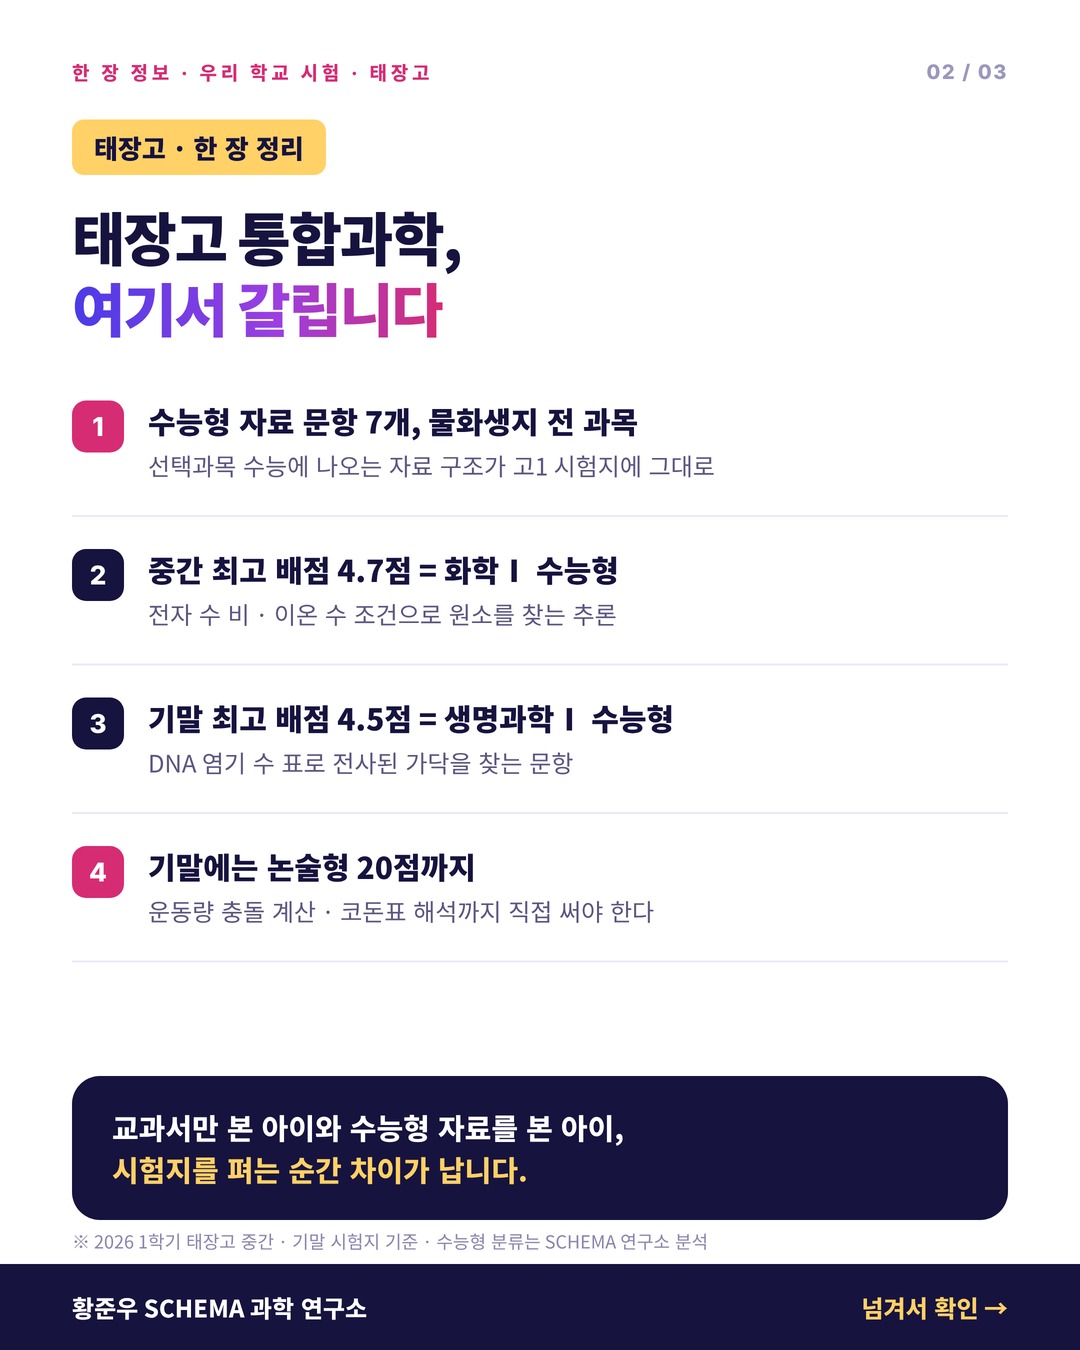 한 장 정보 · 우리 학교 시험 · 태장고
02 / 03
태장고 · 한 장 정리
태장고 통합과학,
여기서 갈립니다
1
수능형 자료 문항 7개, 물화생지 전 과목
선택과목 수능에 나오는 자료 구조가 고1 시험지에 그대로
2
중간 최고 배점 4.7점 = 화학Ⅰ 수능형
전자 수 비 · 이온 수 조건으로 원소를 찾는 추론
3
기말 최고 배점 4.5점 = 생명과학Ⅰ 수능형
DNA 염기 수 표로 전사된 가닥을 찾는 문항
4
기말에는 논술형 20점까지
운동량 충돌 계산 · 코돈표 해석까지 직접 써야 한다
교과서만 본 아이와 수능형 자료를 본 아이,
시험지를 펴는 순간 차이가 납니다.
※ 2026 1학기 태장고 중간 · 기말 시험지 기준 · 수능형 분류는 SCHEMA 연구소 분석
황준우 SCHEMA 과학 연구소
넘겨서 확인 →